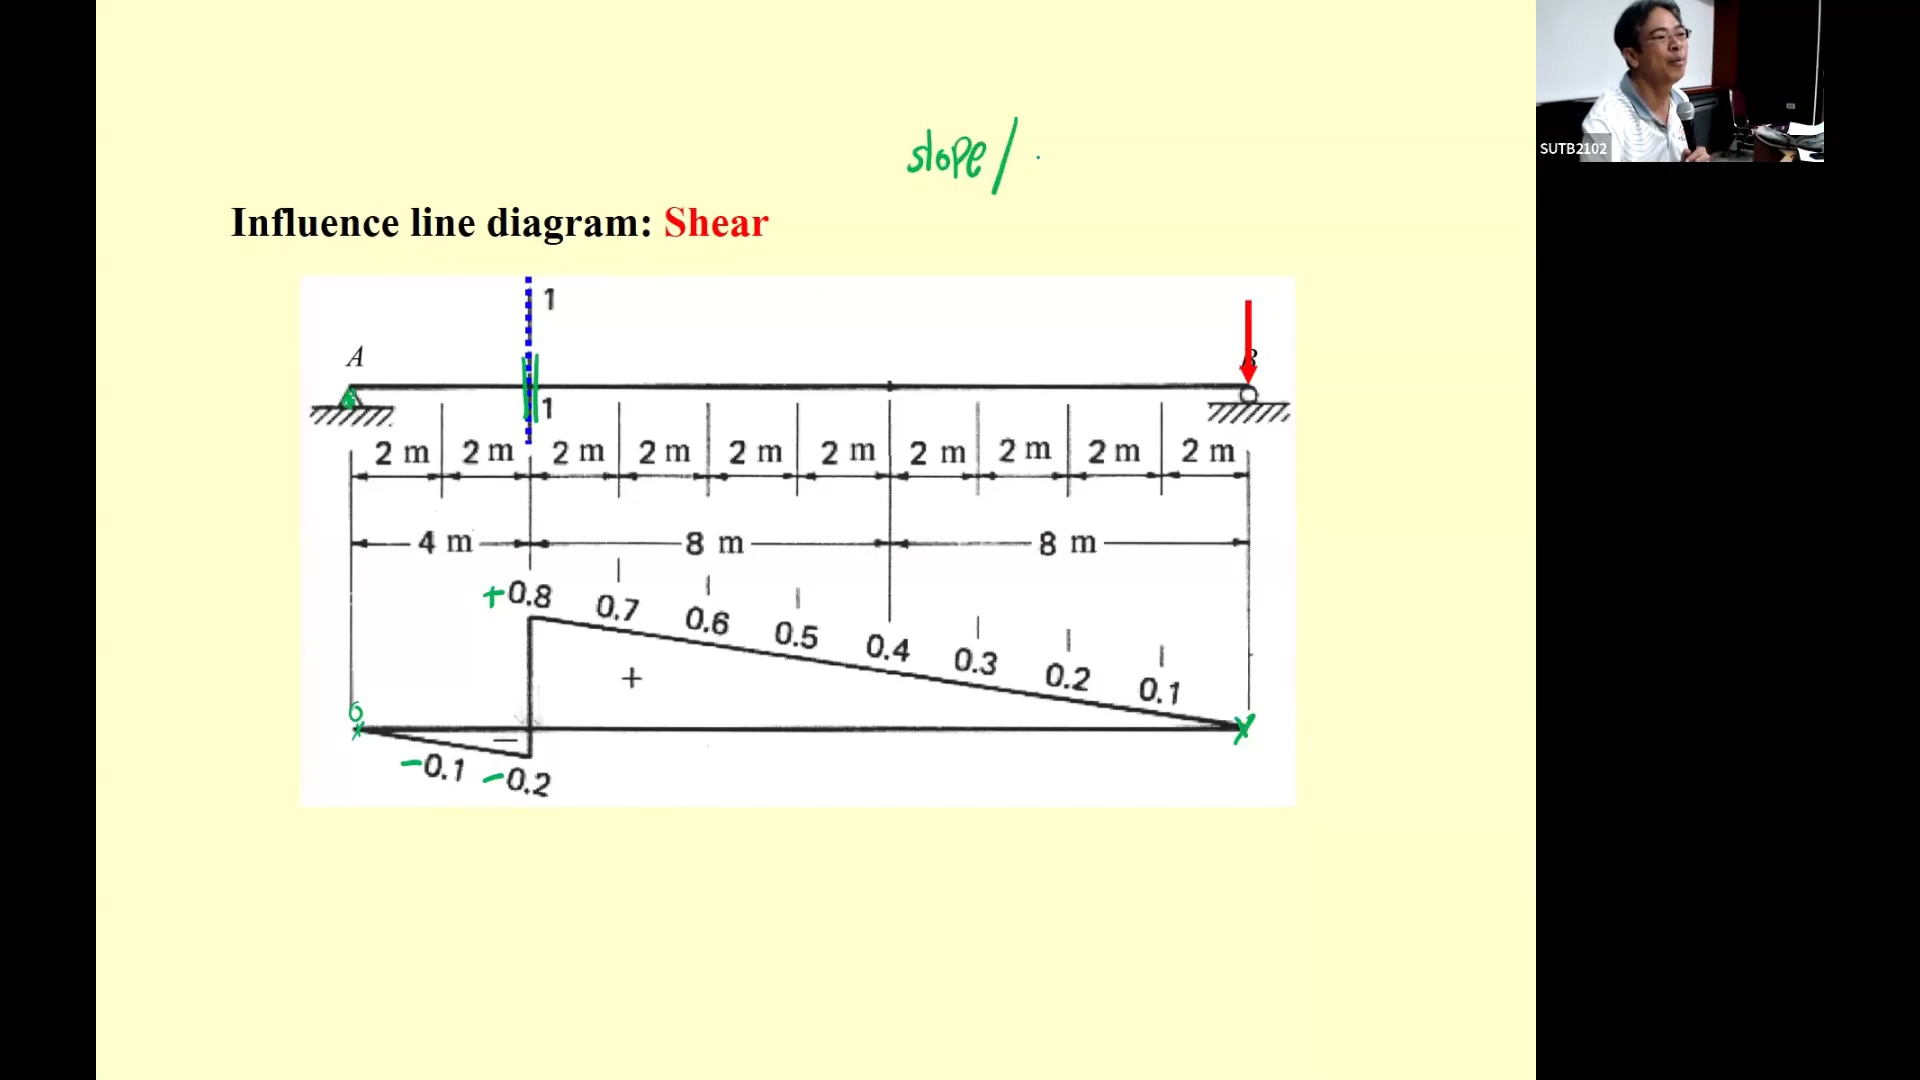 slope/
SUTB2102
Influence line diagram: Shear
1
A
B
1
2 m 2 m 2 m 2 m 2 m 2 m 2 m 2 m 2 m 2 m
4 m 8 m 8 m
+0.8 0.7 0.6 0.5 0.4 0.3 0.2 0.1
+
0
-
-0.1 -0.2